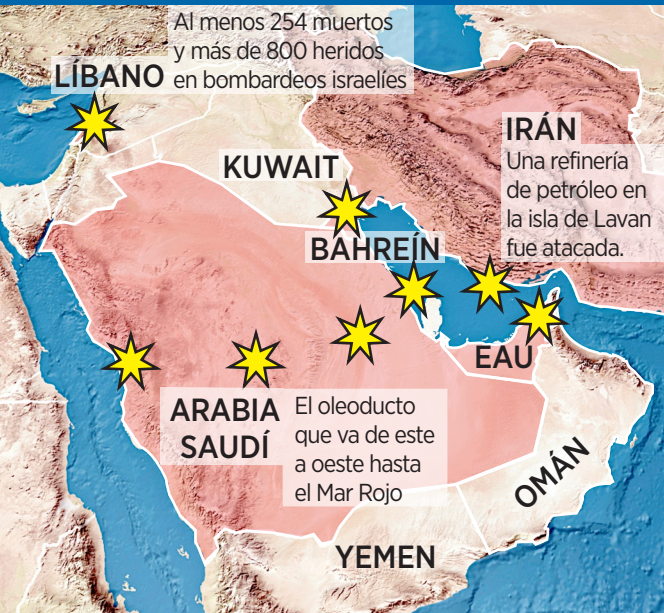 Al menos 254 muertos
y más de 800 heridos
en bombardeos israelíes
LÍBANO
IRÁN
Una refinería
de petróleo en
la isla de Lavan
fue atacada.
KUWAIT
BAHREÍN
EAU
ARABIA
SAUDÍ
El oleoducto
que va de este
a oeste hasta
el Mar Rojo
OMÁN
YEMEN